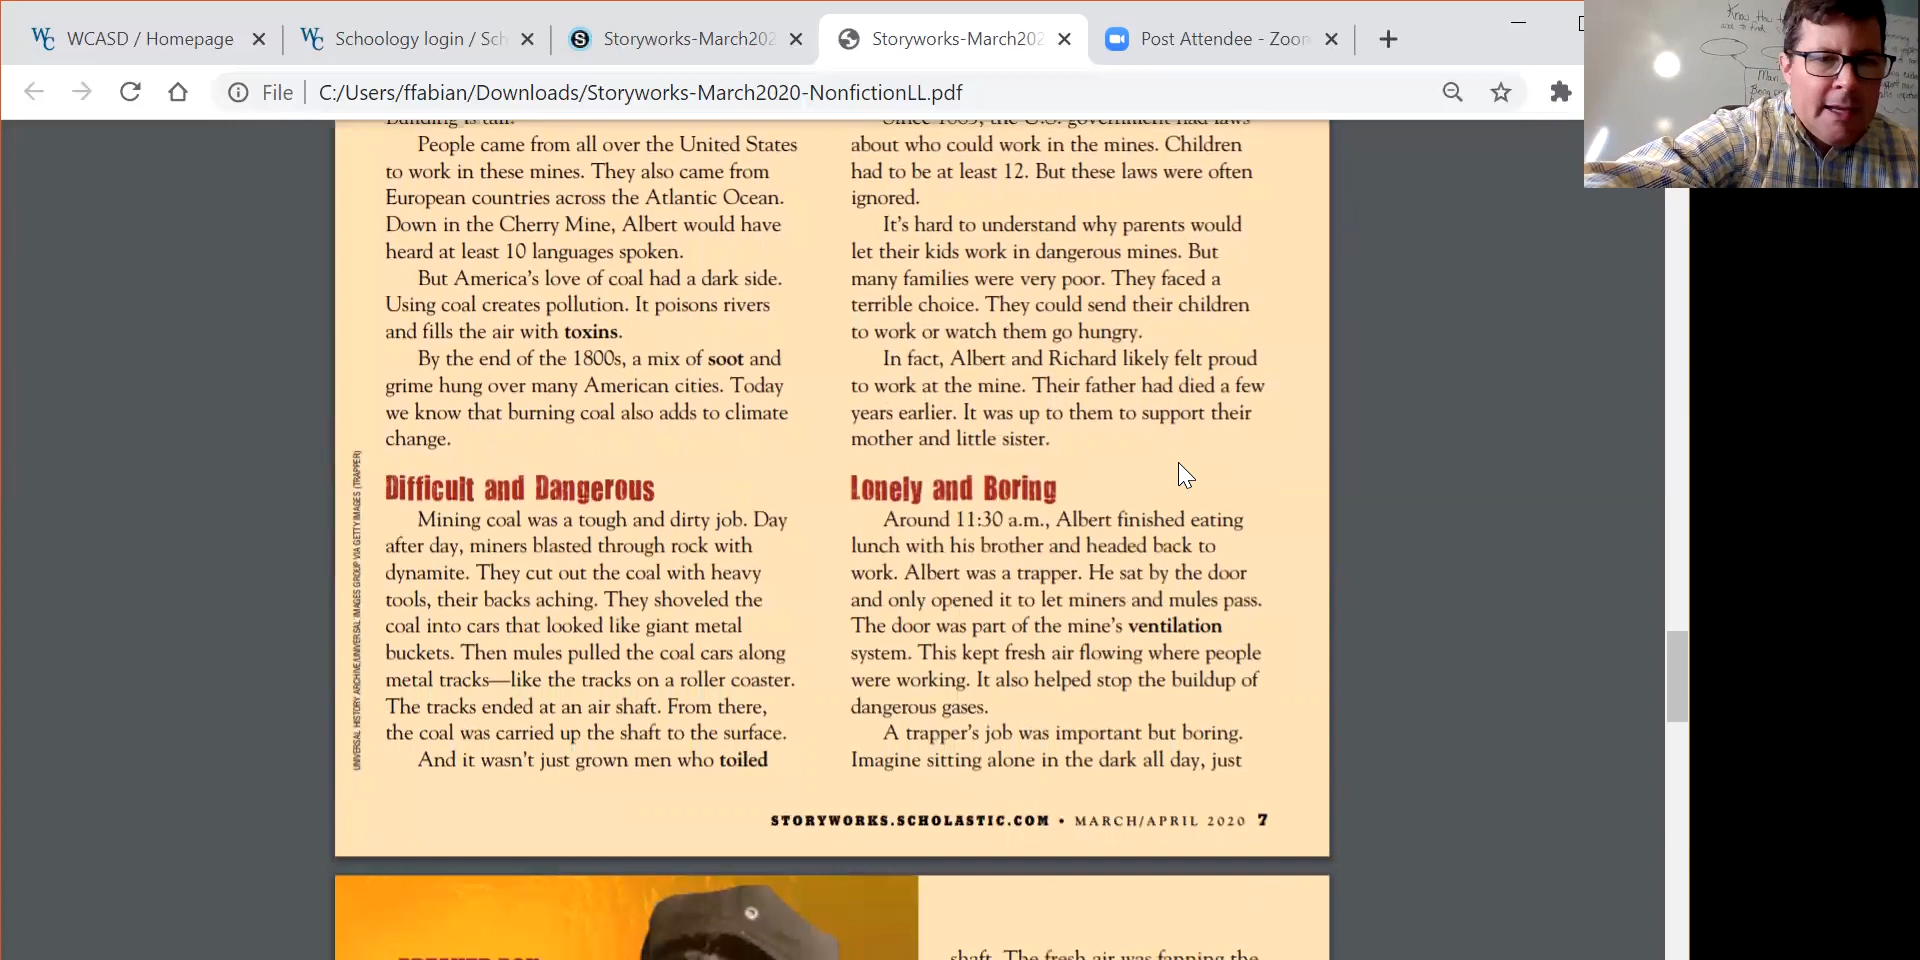 WCASD / Homepage
Schoology login / Sch
Storyworks-March202
Storyworks-March202
Post Attendee - Zoom
File
C:/Users/ffabian/Downloads/Storyworks-March2020-NonfictionLL.pdf
Building is tall.
People came from all over the United States
to work in these mines. They also came from
European countries across the Atlantic Ocean.
Down in the Cherry Mine, Albert would have
heard at least 10 languages spoken.
But America's love of coal had a dark side.
Using coal creates pollution. It poisons rivers
and fills the air with toxins.
By the end of the 1800s, a mix of soot and
grime hung over many American cities. Today
we know that burning coal also adds to climate
change.
Difficult and Dangerous
Mining coal was a tough and dirty job. Day
after day, miners blasted through rock with
dynamite. They cut out the coal with heavy
tools, their backs aching. They shoveled the
coal into cars that looked like giant metal
buckets. Then mules pulled the coal cars along
metal tracks—like the tracks on a roller coaster.
The tracks ended at an air shaft. From there,
the coal was carried up the shaft to the surface.
And it wasn't just grown men who toiled
UNIVERSAL HISTORY ARCHIVE/UNIVERSAL IMAGES GROUP VIA GETTY IMAGES (TRAPPER)
the U.S. government had laws
about who could work in the mines. Children
had to be at least 12. But these laws were often
ignored.
It's hard to understand why parents would
let their kids work in dangerous mines. But
many families were very poor. They faced a
terrible choice. They could send their children
to work or watch them go hungry.
In fact, Albert and Richard likely felt proud
to work at the mine. Their father had died a few
years earlier. It was up to them to support their
mother and little sister.
Lonely and Boring
Around 11:30 a.m., Albert finished eating
lunch with his brother and headed back to
work. Albert was a trapper. He sat by the door
and only opened it to let miners and mules pass.
The door was part of the mine's ventilation
system. This kept fresh air flowing where people
were working. It also helped stop the buildup of
dangerous gases.
A trapper's job was important but boring.
Imagine sitting alone in the dark all day, just
STORYWORKS.SCHOLASTIC.COM • MARCH/APRIL 2020 7
shaft. The fresh air was fanning the